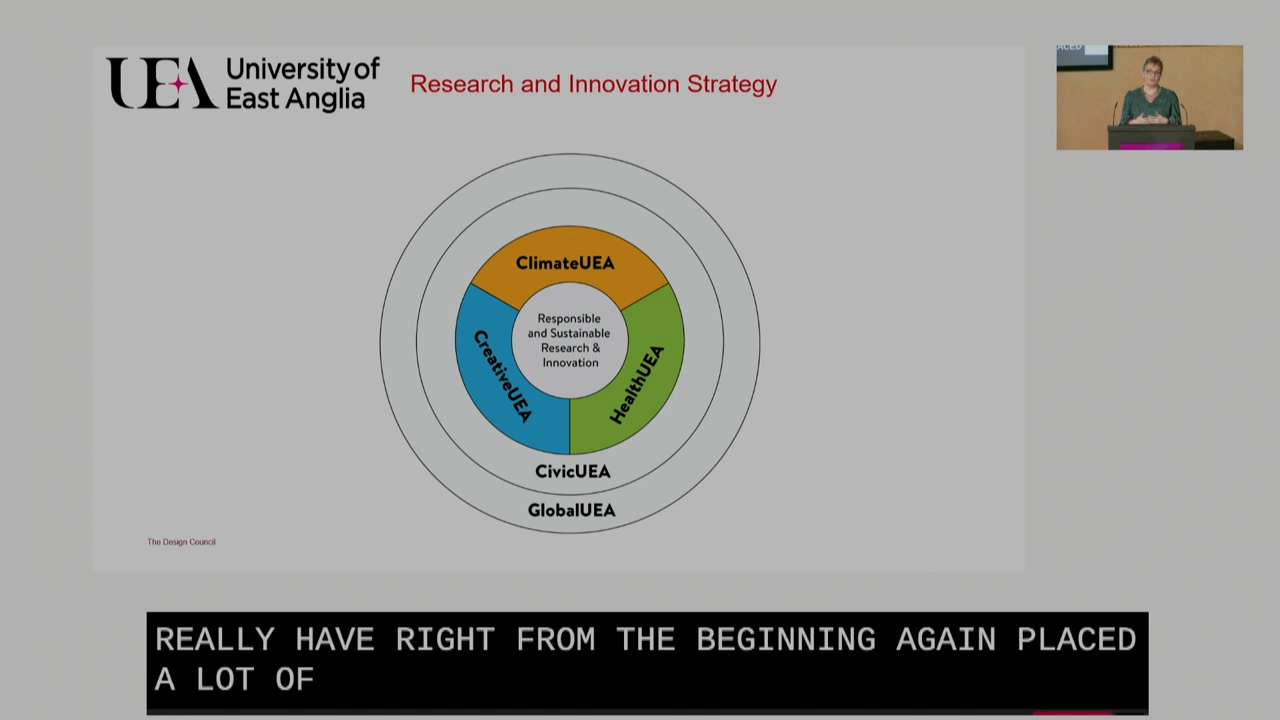 UEA University of
East Anglia
Research and Innovation Strategy
ACED
ClimateUEA
Responsible
and Sustainable
Research &
Innovation
CreativeUEA
HealthUEA
CivicUEA
GlobalUEA
The Design Council
REALLY HAVE RIGHT FROM THE BEGINNING AGAIN PLACED
A LOT OF